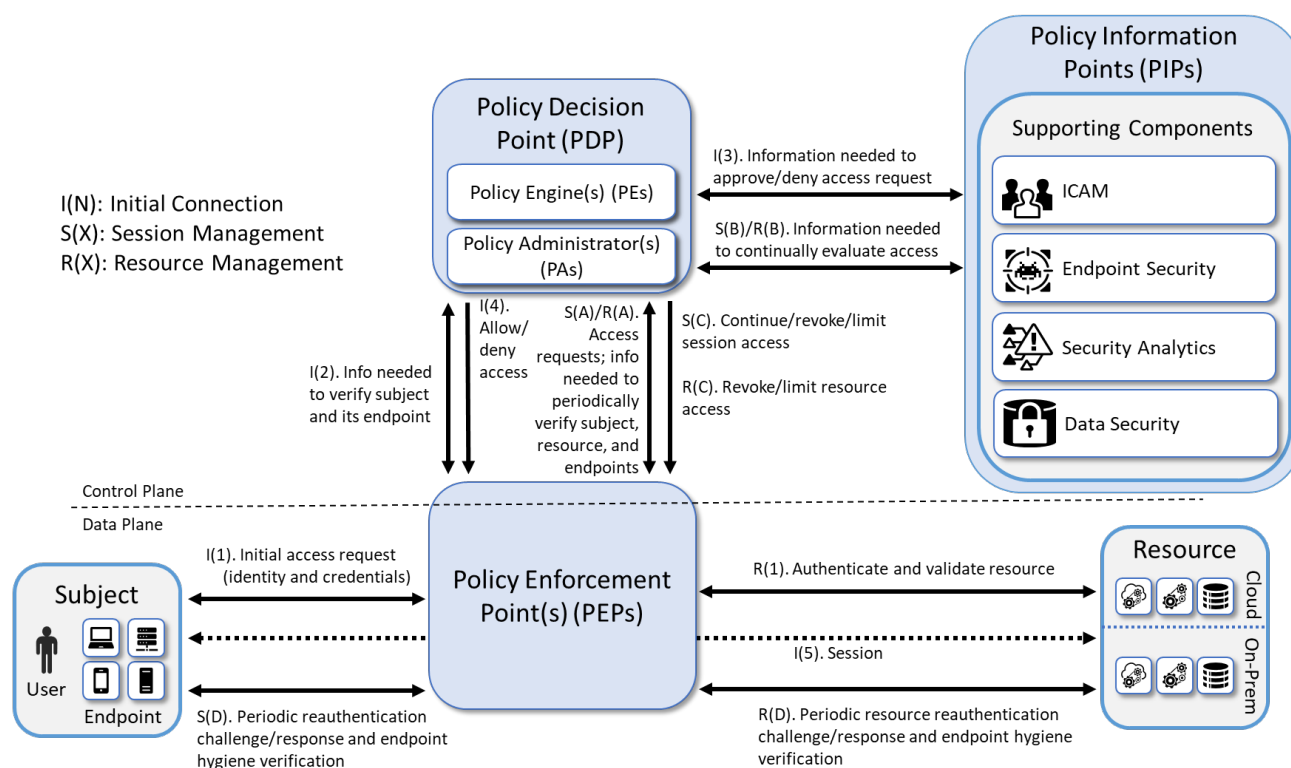 Policy Information
Points (PIPs)
Supporting Components
ICAM
Endpoint Security
Security Analytics
Data Security
Policy Decision
Point (PDP)
Policy Engine(s) (PEs)
Policy Administrator(s)
(PAs)
I(3). Information needed to
approve/deny access request
S(B)/R(B). Information needed
to continually evaluate access
I(N): Initial Connection
S(X): Session Management
R(X): Resource Management
I(2). Info needed
to verify subject
and its endpoint
I(4).
Allow/
deny
access
S(A)/R(A).
Access
requests; info
needed to
periodically
verify subject,
resource, and
endpoints
S(C). Continue/revoke/limit
session access
R(C). Revoke/limit resource
access
Control Plane
Data Plane
Subject
User
Endpoint
I(1). Initial access request
(identity and credentials)
S(D). Periodic reauthentication
challenge/response and endpoint
hygiene verification
Policy Enforcement
Point(s) (PEPs)
R(1). Authenticate and validate resource
I(5). Session
R(D). Periodic resource reauthentication
challenge/response and endpoint hygiene
verification
Resource
Cloud
On-Prem